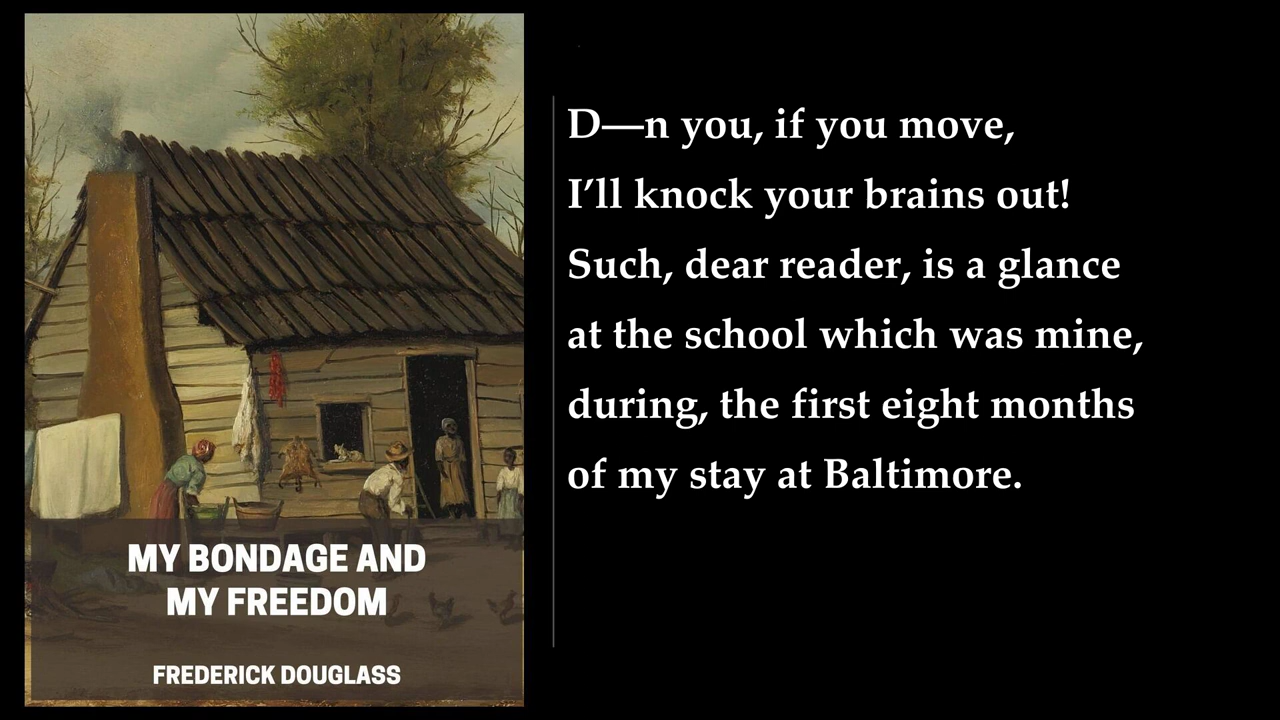 MY BONDAGE AND
MY FREEDOM
FREDERICK DOUGLASS
D—n you, if you move,
I’ll knock your brains out!
Such, dear reader, is a glance
at the school which was mine,
during, the first eight months
of my stay at Baltimore.